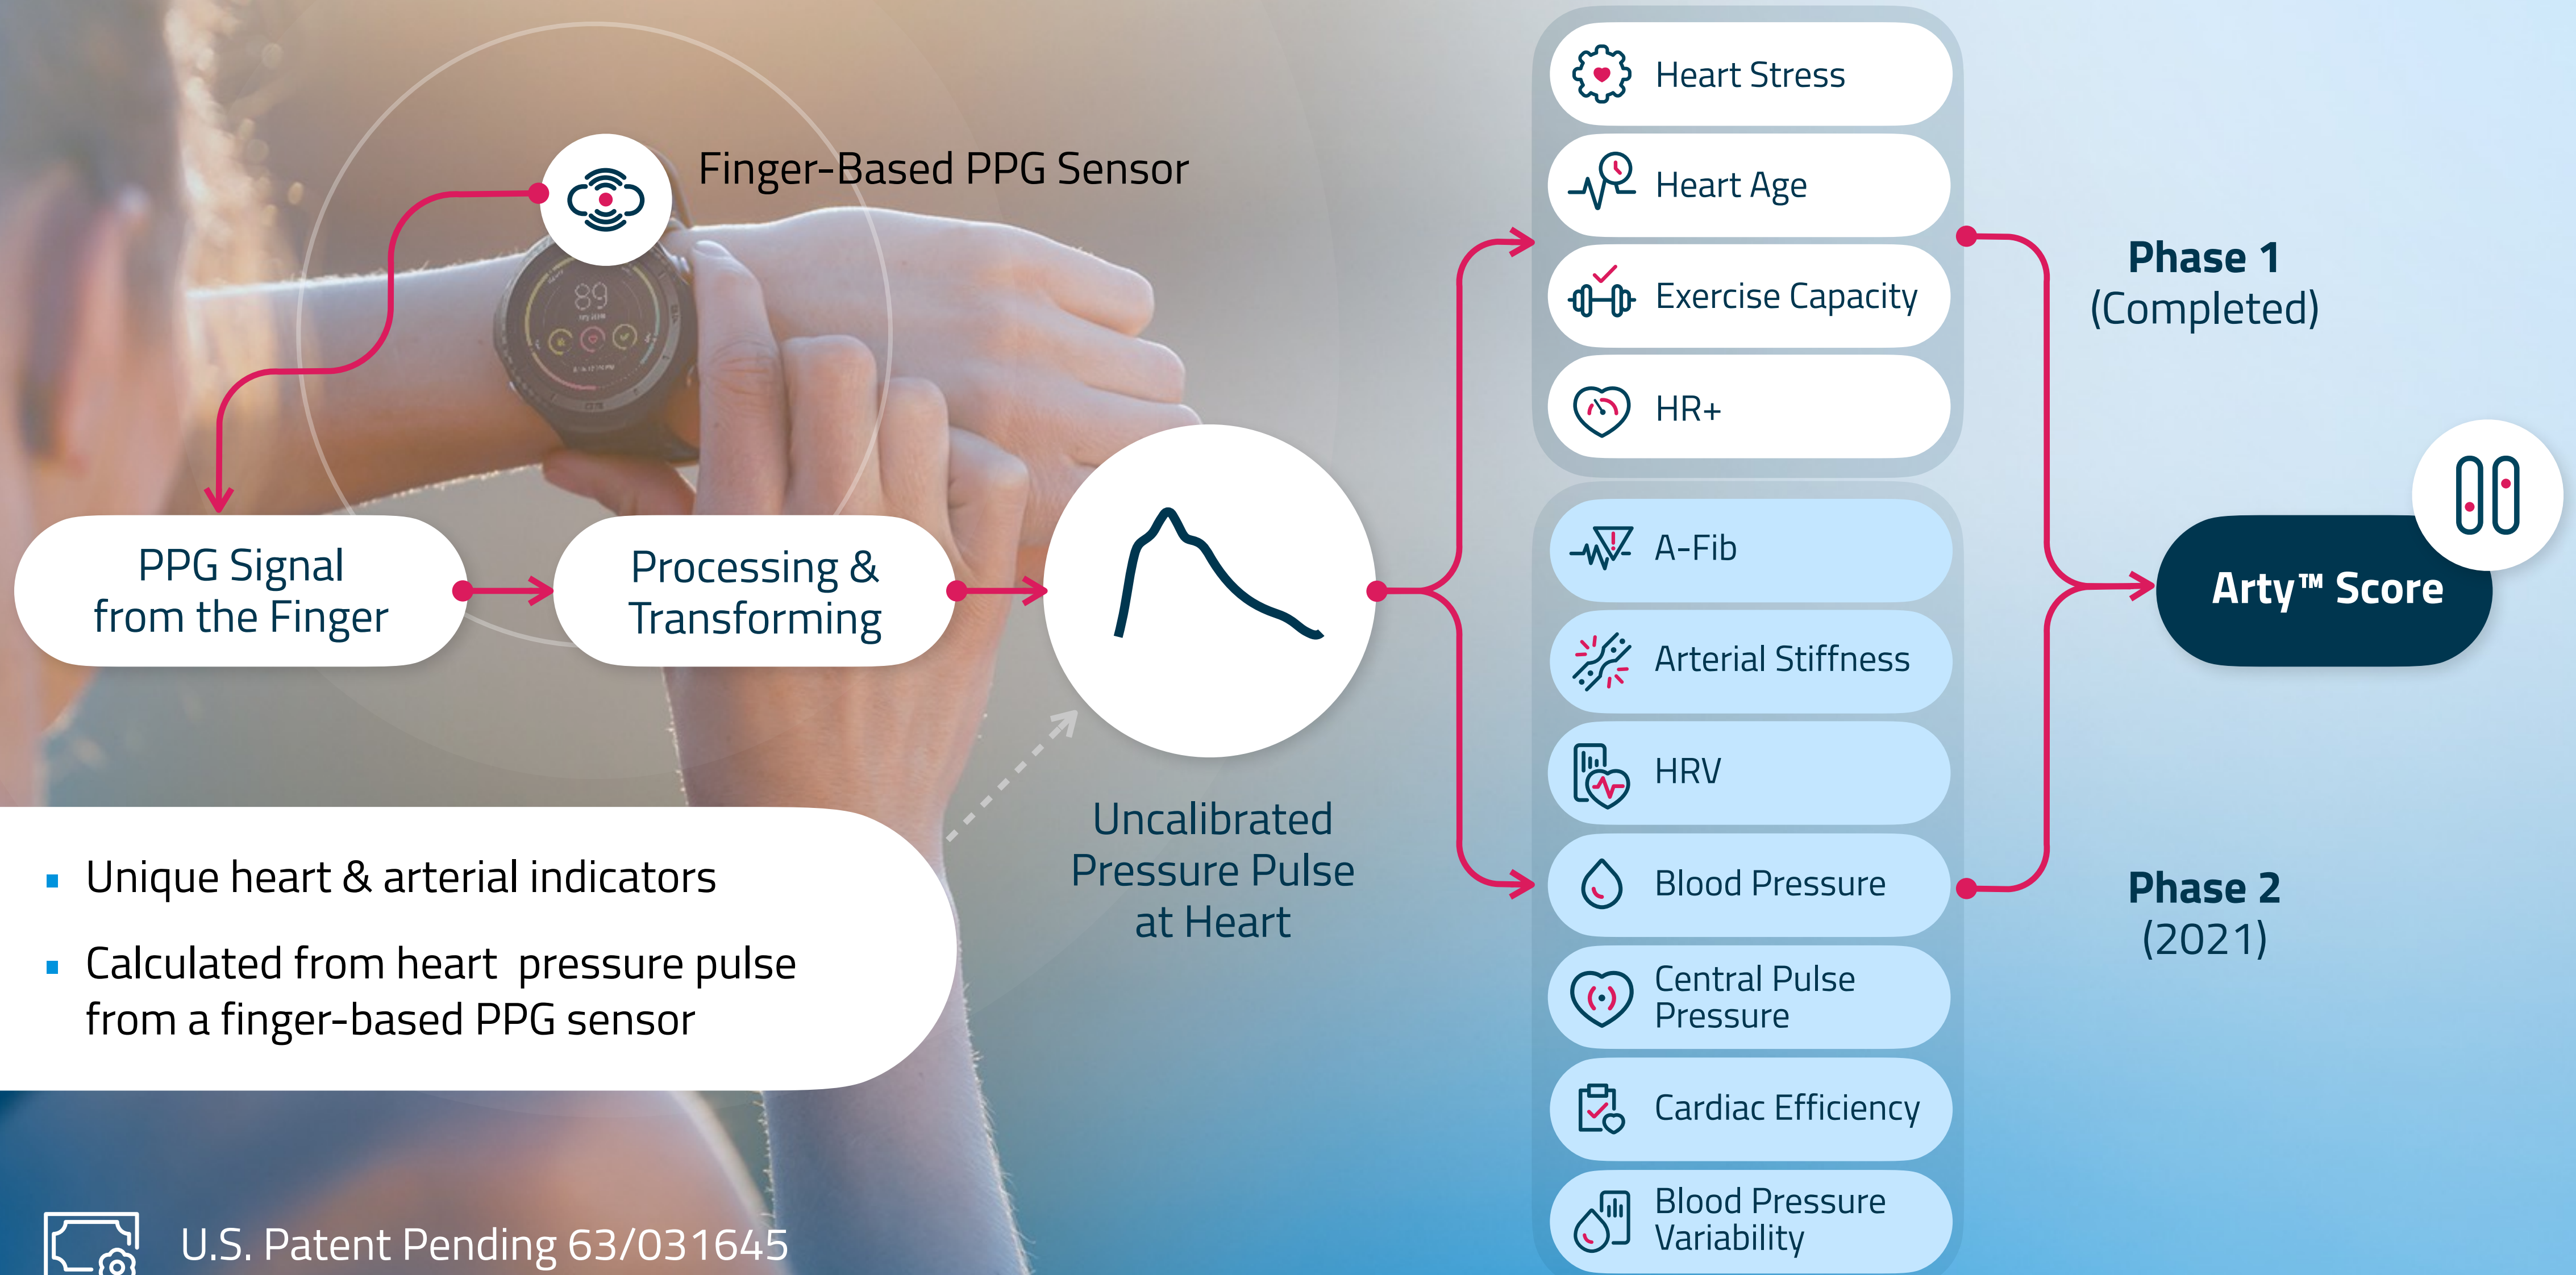 Finger-Based PPG Sensor
89
PPG Signal
from the Finger
Processing &
Transforming
Uncalibrated
Pressure Pulse
at Heart
▪ Unique heart & arterial indicators
▪ Calculated from heart pressure pulse
from a finger-based PPG sensor
U.S. Patent Pending 63/031645
Heart Stress
Heart Age
Exercise Capacity
HR+
A-Fib
Arterial Stiffness
HRV
Blood Pressure
Central Pulse
Pressure
Cardiac Efficiency
Blood Pressure
Variability
Phase 1
(Completed)
Phase 2
(2021)
Arty™ Score